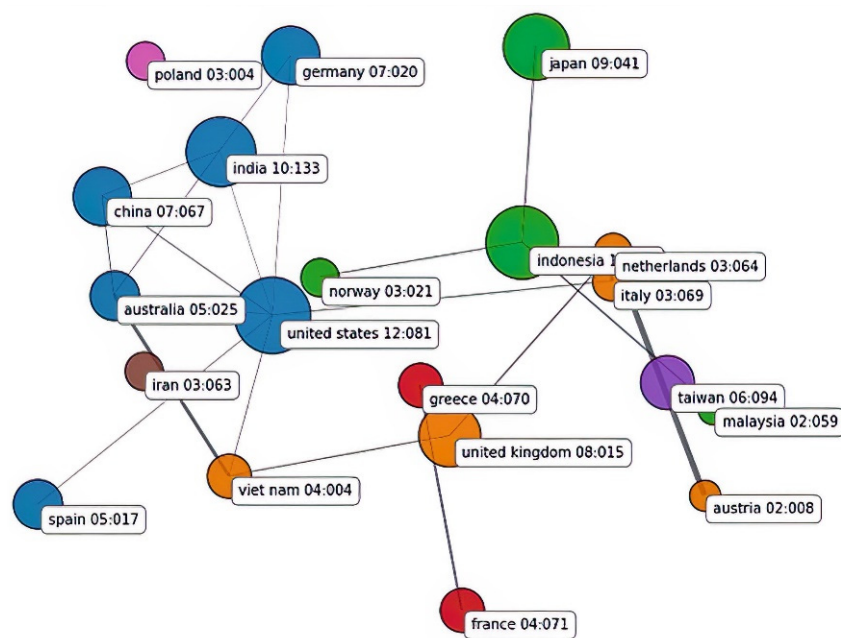 poland 03:004
germany 07:020
japan 09:041
india 10:133
china 07:067
indonesia
netherlands 03:064
norway 03:021
italy 03:069
australia 05:025
united states 12:081
iran 03:063
greece 04:070
taiwan 06:094
malaysia 02:059
united kingdom 08:015
viet nam 04:004
austria 02:008
spain 05:017
france 04:071